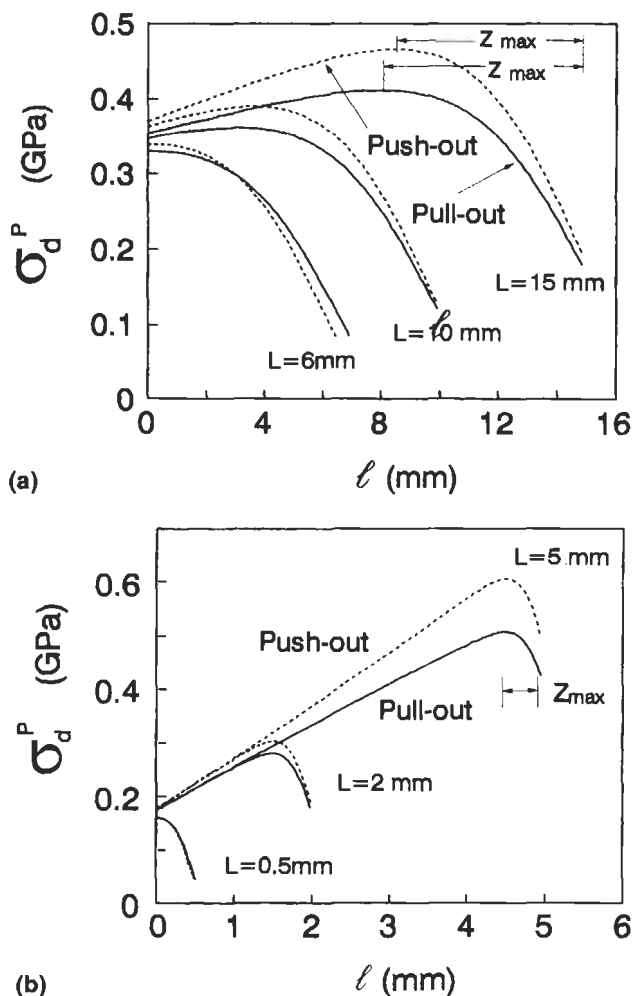 0.5
0.4
0.3
0.2
0.1
0
σ_d^P (GPa)
Z max
Z max
Push-out
Pull-out
L=15 mm
L=10 mm
ℓ
L=6mm
0 4 8 12 16
ℓ (mm)
(a)
0.6
0.4
0.2
0
σ_d^P (GPa)
L=5 mm
Push-out
Pull-out
Zmax
L=2 mm
L=0.5mm
0 1 2 3 4 5 6
ℓ (mm)
(b)